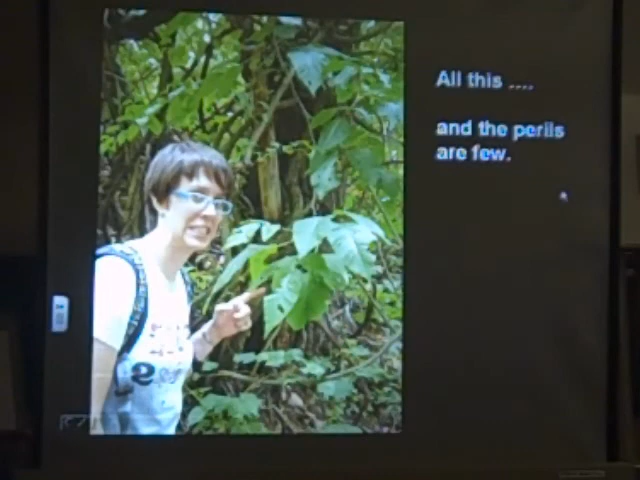 All this ....
and the perils
are few.